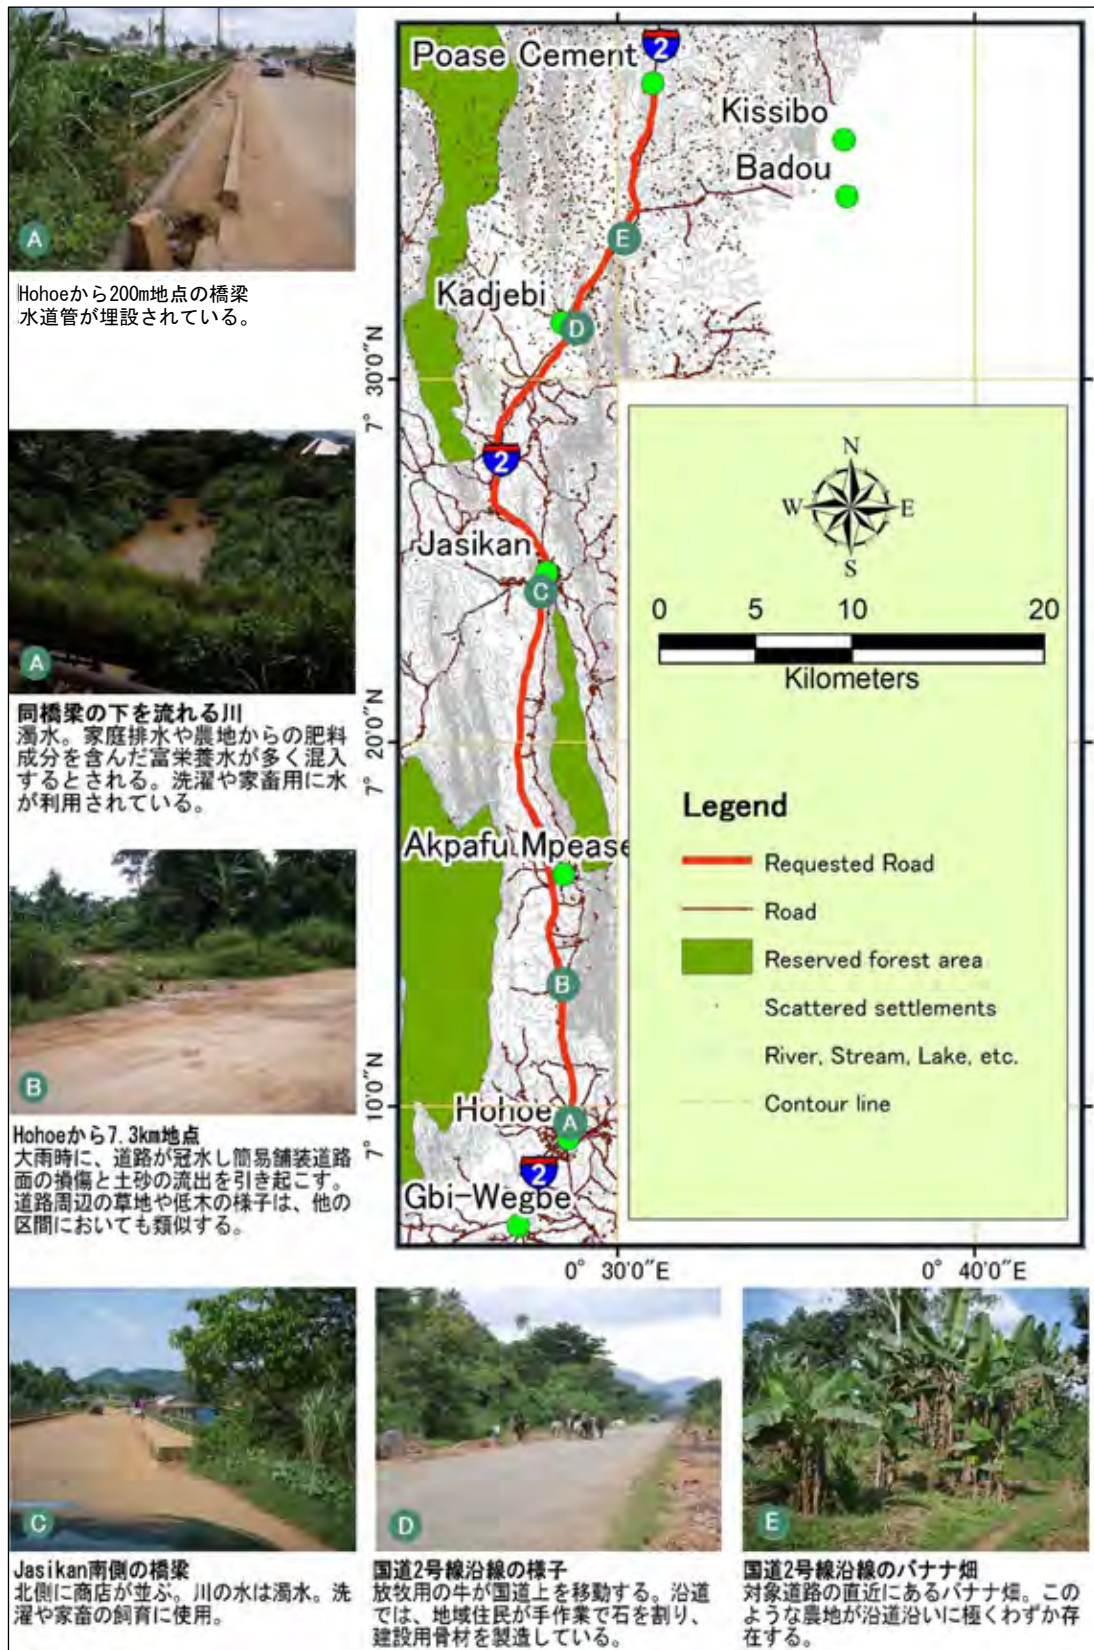 A
Hohoeから200m地点の橋梁
水道管が埋設されている。
A
同橋梁の下を流れる川
濁水。家庭排水や農地からの肥料
成分を含んだ富栄養水が多く混入
するとされる。洗濯や家畜用に水
が利用されている。
B
Hohoeから7.3km地点
大雨時に、道路が冠水し簡易舗装道路
面の損傷と土砂の流出を引き起こす。
道路周辺の草地や低木の様子は、他の
区間においても類似する。
2
Poase Cement
Kissibo
Badou
E
Kadjebi
D
7° 30'0"N
2
Jasikan
C
7° 20'0"N
Akpafu Mpease
B
7° 10'0"N
Hohoe
A
2
Gbi-Wegbe
0° 30'0"E
0° 40'0"E
N
W
E
S
0 5 10 20
Kilometers
Legend
Requested Road
Road
Reserved forest area
Scattered settlements
River, Stream, Lake, etc.
Contour line
C
Jasikan南側の橋梁
北側に商店が並ぶ。川の水は濁水。洗
濯や家畜の飼育に使用。
D
国道2号線沿線の様子
放牧用の牛が国道上を移動する。沿道
では、地域住民が手作業で石を割り、
建設用骨材を製造している。
E
国道2号線沿線のバナナ畑
対象道路の直近にあるバナナ畑。この
ような農地が沿道沿いに極くわずか存
在する。